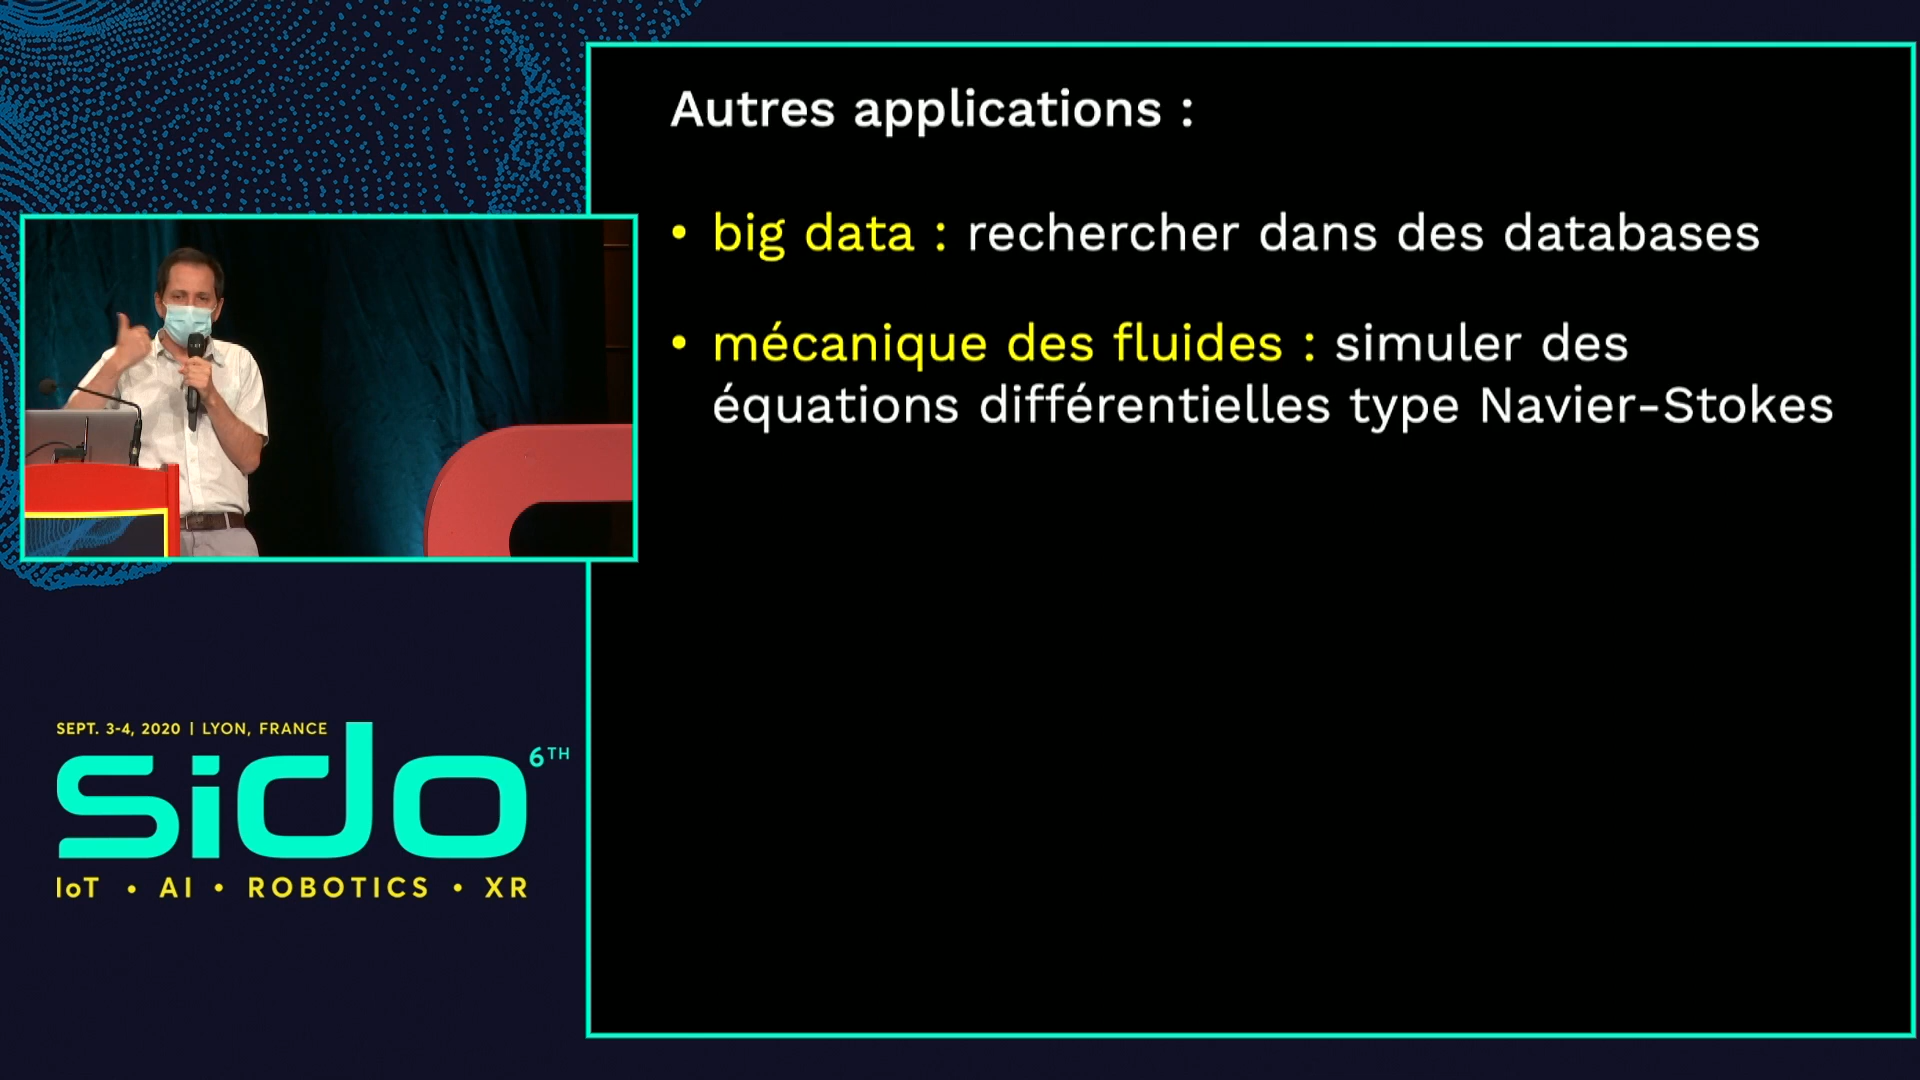 Autres applications :
• big data : rechercher dans des databases
• mécanique des fluides : simuler des
équations différentielles type Navier-Stokes
SEPT. 3-4, 2020 | LYON, FRANCE
sido 6TH
IoT • AI • ROBOTICS • XR